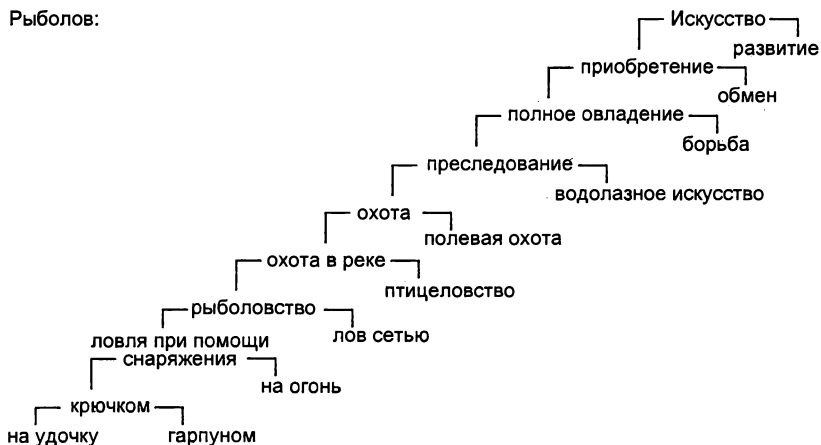 Рыболов:
Искусство
развитие
приобретение
обмен
полное овладение
борьба
преследование
водолазное искусство
охота
полевая охота
охота в реке
птицеловство
рыболовство
лов сетью
ловля при помощи
снаряжения
на огонь
крючком
на удочку гарпуном